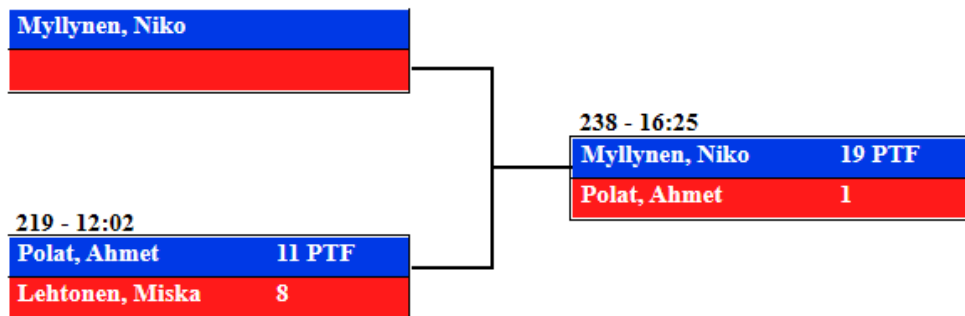 Myllynen, Niko
238 - 16:25
Myllynen, Niko 19 PTF
Polat, Ahmet 1
219 - 12:02
Polat, Ahmet 11 PTF
Lehtonen, Miska 8